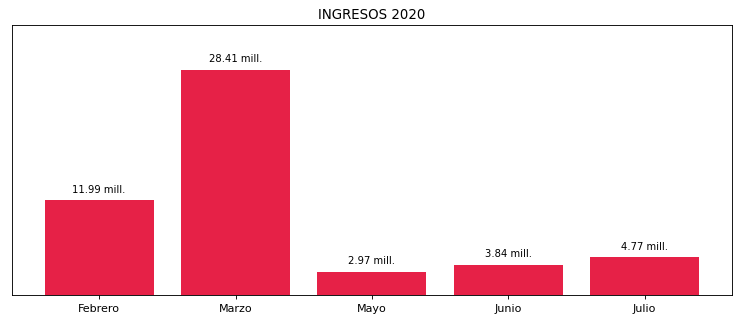 INGRESOS 2020
28.41 mill.
11.99 mill.
4.77 mill.
3.84 mill.
2.97 mill.
Febrero Marzo Mayo Junio Julio